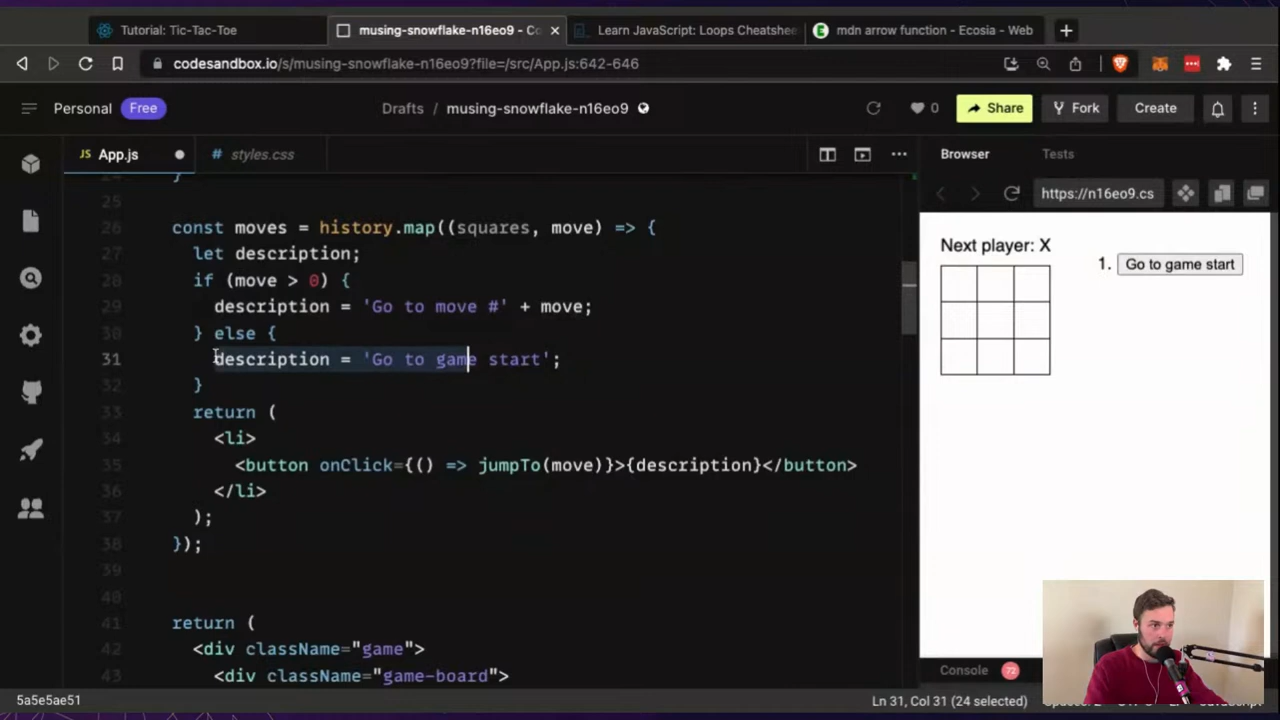 Tutorial: Tic-Tac-Toe
musing-snowflake-n16eo9 - Co
Learn JavaScript: Loops Cheatshee
mdn arrow function - Ecosia - Web
codesandbox.io/s/musing-snowflake-n16eo9?file=/src/App.js:642-646
Personal Free
Drafts / musing-snowflake-n16eo9
0 Share Fork Create
JS App.js
# styles.css
Browser Tests
https://n16eo9.cs
24 }
25
26 const moves = history.map((squares, move) => {
27 let description;
28 if (move > 0) {
29 description = 'Go to move #' + move;
30 } else {
31 description = 'Go to game start';
32 }
33 return (
34 <li>
35 <button onClick={() => jumpTo(move)}>{description}</button>
36 </li>
37 );
38 });
39
40
41 return (
42 <div className="game">
43 <div className="game-board">
Next player: X
1. Go to game start
Console 72
5a5e5ae51
Ln 31, Col 31 (24 selected)